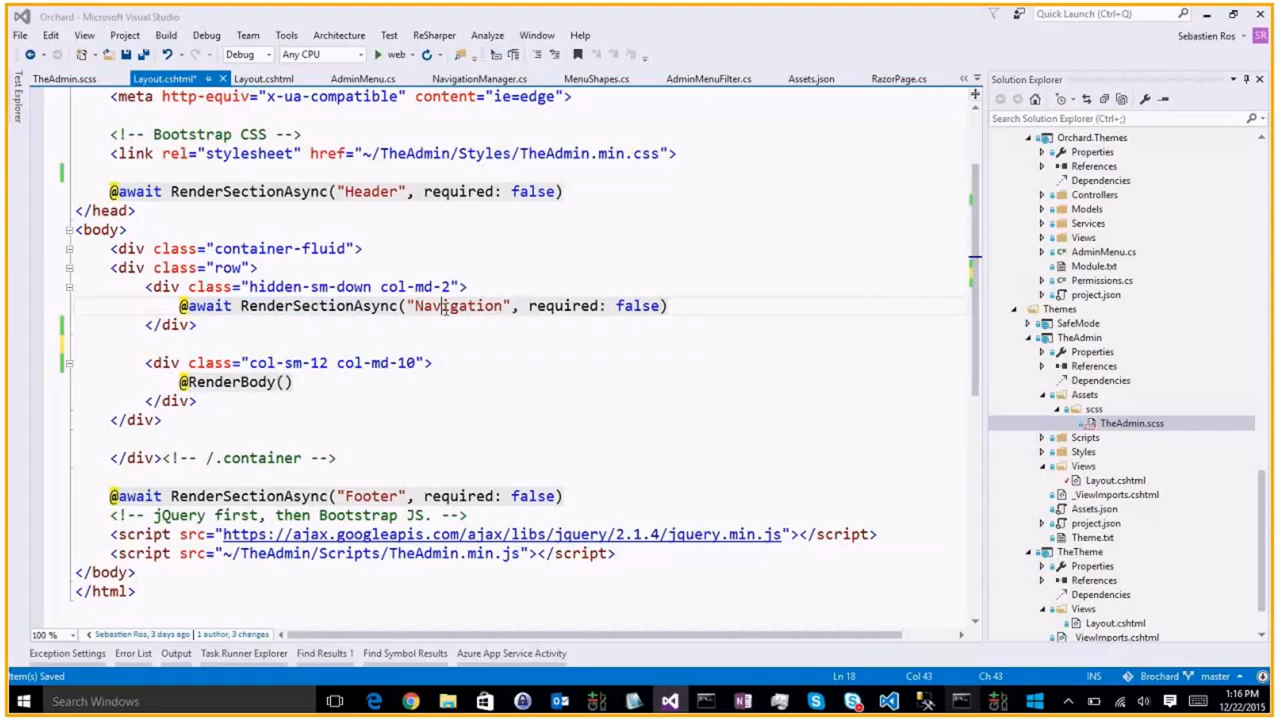 Orchard - Microsoft Visual Studio
Quick Launch (Ctrl+Q)
File Edit View Project Build Debug Team Tools Architecture Test ReSharper Analyze Window Help
Sebastien Ros SR
Debug Any CPU web
TheAdmin.scss Layout.cshtml* Layout.cshtml AdminMenu.cs NavigationManager.cs MenuShapes.cs AdminMenuFilter.cs Assets.json RazorPage.cs
Test Explorer
<meta http-equiv="x-ua-compatible" content="ie=edge">
<!-- Bootstrap CSS -->
<link rel="stylesheet" href="~/TheAdmin/Styles/TheAdmin.min.css">
@await RenderSectionAsync("Header", required: false)
</head>
<body>
<div class="container-fluid">
<div class="row">
<div class="hidden-sm-down col-md-2">
@await RenderSectionAsync("Navigation", required: false)
</div>
<div class="col-sm-12 col-md-10">
@RenderBody()
</div>
</div>
</div><!-- /.container -->
@await RenderSectionAsync("Footer", required: false)
<!-- jQuery first, then Bootstrap JS. -->
<script src="https://ajax.googleapis.com/ajax/libs/jquery/2.1.4/jquery.min.js"></script>
<script src="~/TheAdmin/Scripts/TheAdmin.min.js"></script>
</body>
</html>
100 % Sebastien Ros, 3 days ago | 1 author, 3 changes
Solution Explorer
Search Solution Explorer (Ctrl+;)
Orchard.Themes
Properties
References
Dependencies
Controllers
Models
Services
Views
AdminMenu.cs
Module.txt
Permissions.cs
project.json
Themes
SafeMode
TheAdmin
Properties
References
Dependencies
Assets
scss
TheAdmin.scss
Scripts
Styles
Views
Layout.cshtml
_ViewImports.cshtml
Assets.json
project.json
Theme.txt
TheTheme
Properties
References
Dependencies
Views
Layout.cshtml
_ViewImports.cshtml
Exception Settings Error List Output Task Runner Explorer Find Results 1 Find Symbol Results Azure App Service Activity
Item(s) Saved Ln 18 Col 43 Ch 43 INS Brochard master
Search Windows
1:16 PM
12/22/2015